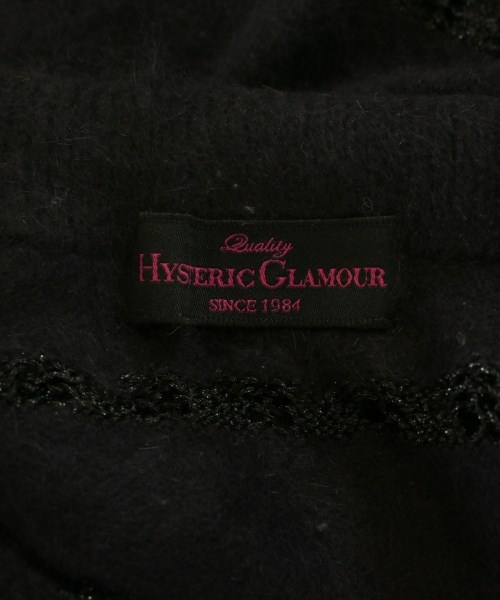 Quality
HYSTERIC GLAMOUR
SINCE 1984